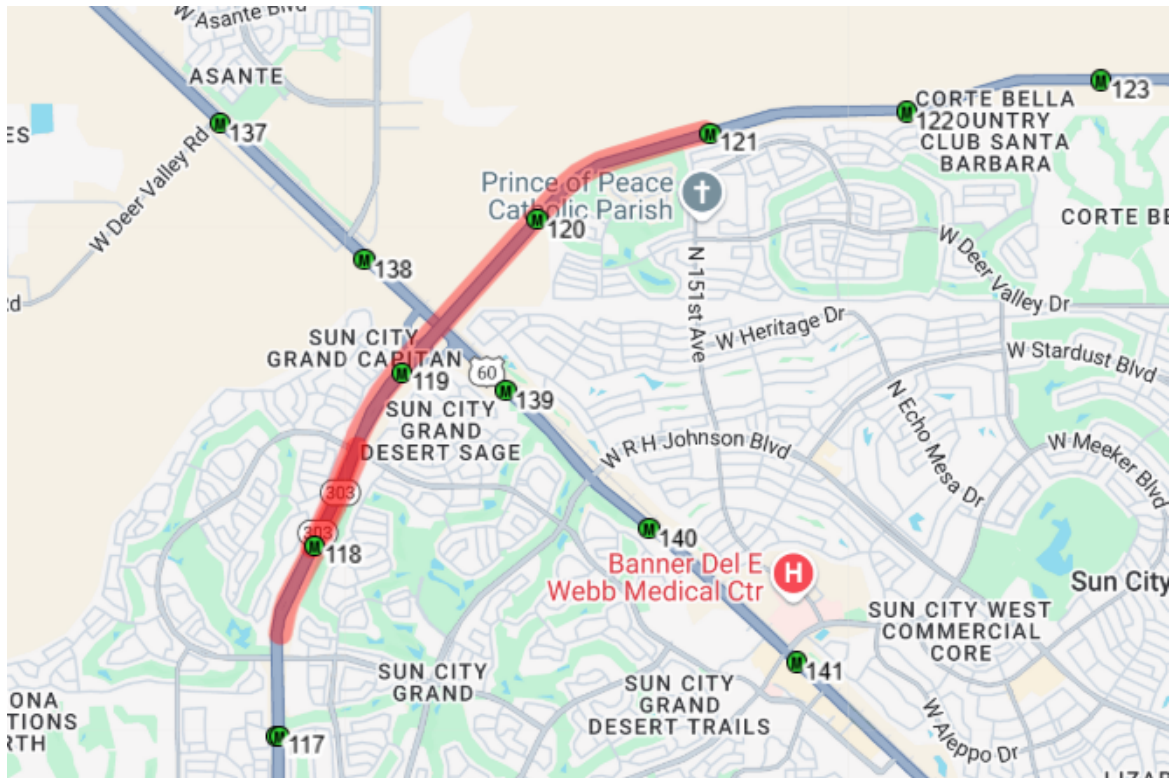 W Asante Blvd
ASANTE
ES
137
W Deer Valley Rd
138
Rd
123
CORTE BELLA
122
OUNTRY
CLUB SANTA
BARBARA
121
Prince of Peace
Catholic Parish
120
CORTE BE
W Deer Valley Dr
N 151st Ave
W Heritage Dr
W Stardust Blvd
SUN CITY
GRAND CAPITAN
119
60
139
SUN CITY
GRAND
DESERT SAGE
N Echo Mesa Dr
W R H Johnson Blvd
W Meeker Blvd
303
303
118
140
Banner Del E
Webb Medical Ctr
H
Sun City
SUN CITY WEST
COMMERCIAL
CORE
141
SUN CITY
GRAND
SUN CITY
GRAND
DESERT TRAILS
W Aleppo Dr
ONA
TIONS
RTH
117
M
M
M
M
M
M
M
M
M
M
M
M